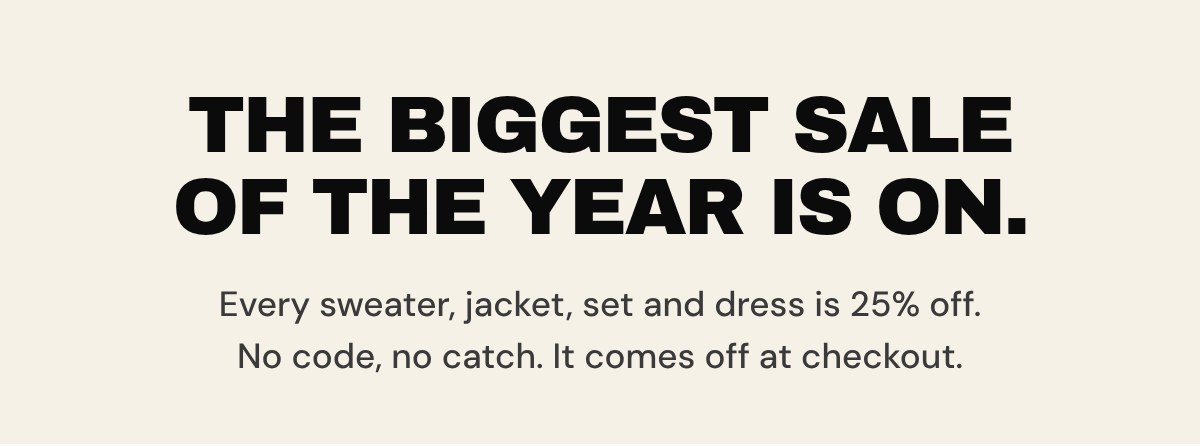 THE BIGGEST SALE
OF THE YEAR IS ON.
Every sweater, jacket, set and dress is 25% off.
No code, no catch. It comes off at checkout.